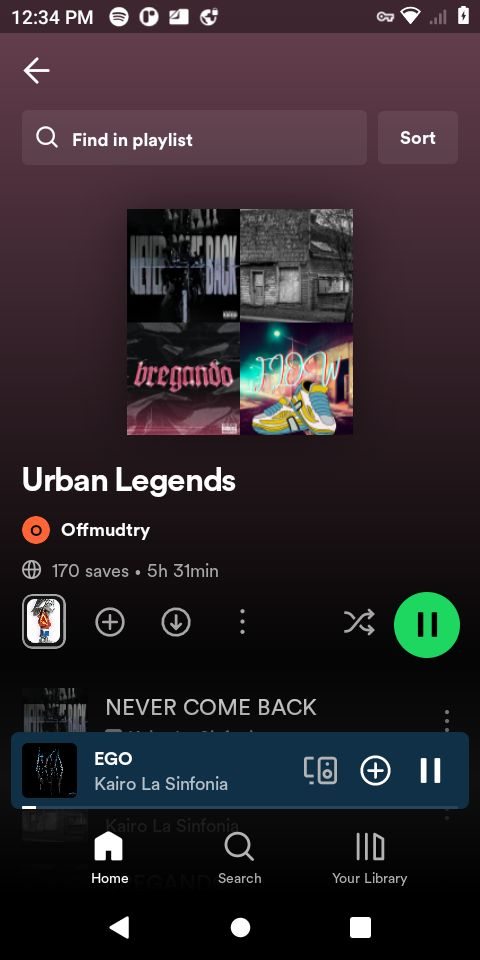 12:34 PM
Find in playlist
Sort
NEVER COME BACK
bregando
FLOW
Urban Legends
O Offmudtry
170 saves • 5h 31min
NEVER COME BACK
EGO
Kairo La Sinfonia
Kairo La Sinfonia
Home
Search
Your Library